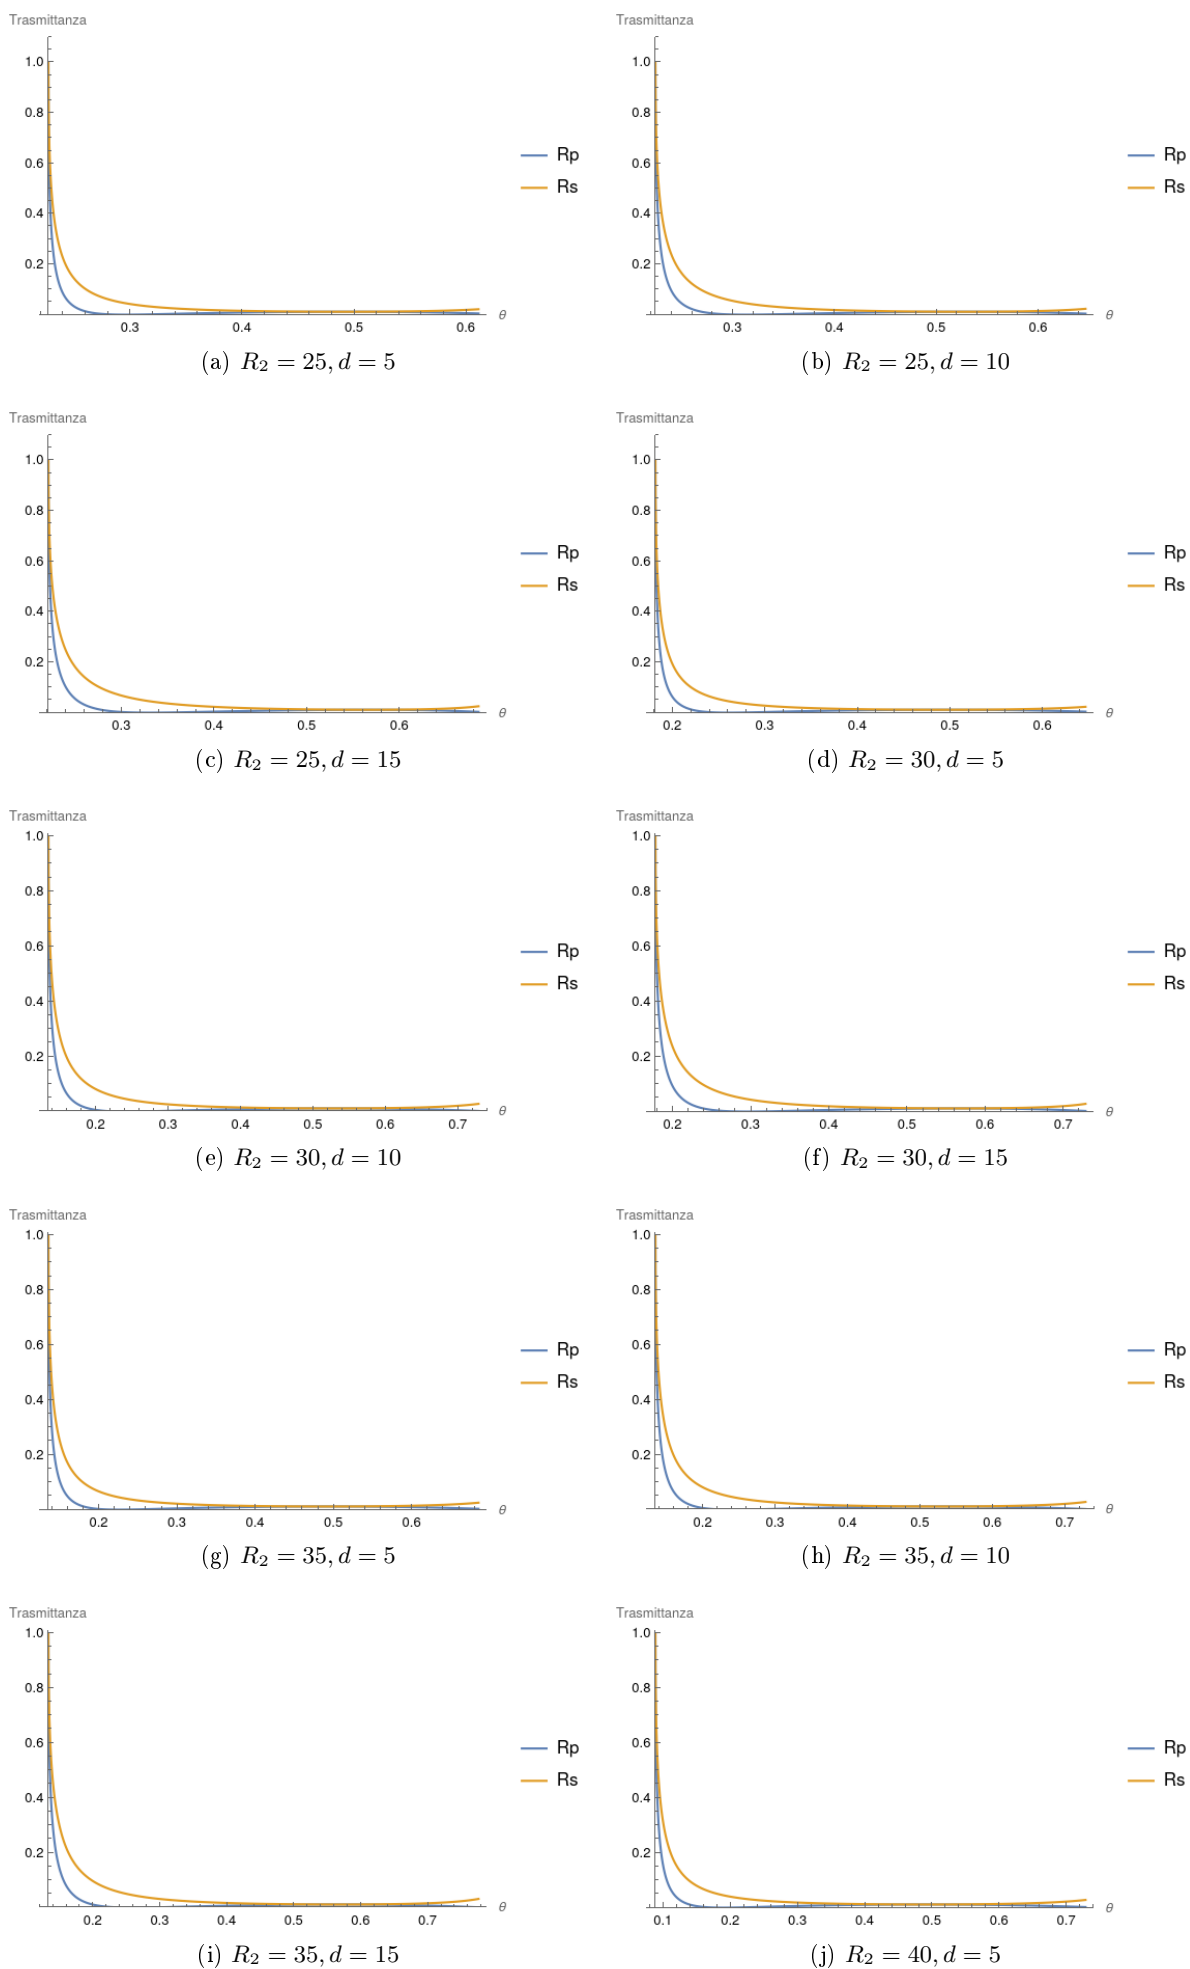 Trasmittanza
1.0
0.8
0.6
0.4
0.2
0.3 0.4 0.5 0.6 θ
Rp
Rs
(a) R₂ = 25, d = 5
Trasmittanza
1.0
0.8
0.6
0.4
0.2
0.3 0.4 0.5 0.6 θ
Rp
Rs
(b) R₂ = 25, d = 10
Trasmittanza
1.0
0.8
0.6
0.4
0.2
0.3 0.4 0.5 0.6 θ
Rp
Rs
(c) R₂ = 25, d = 15
Trasmittanza
1.0
0.8
0.6
0.4
0.2
0.2 0.3 0.4 0.5 0.6 θ
Rp
Rs
(d) R₂ = 30, d = 5
Trasmittanza
1.0
0.8
0.6
0.4
0.2
0.2 0.3 0.4 0.5 0.6 0.7 θ
Rp
Rs
(e) R₂ = 30, d = 10
Trasmittanza
1.0
0.8
0.6
0.4
0.2
0.2 0.3 0.4 0.5 0.6 0.7 θ
Rp
Rs
(f) R₂ = 30, d = 15
Trasmittanza
1.0
0.8
0.6
0.4
0.2
0.2 0.3 0.4 0.5 0.6 θ
Rp
Rs
(g) R₂ = 35, d = 5
Trasmittanza
1.0
0.8
0.6
0.4
0.2
0.2 0.3 0.4 0.5 0.6 0.7 θ
Rp
Rs
(h) R₂ = 35, d = 10
Trasmittanza
1.0
0.8
0.6
0.4
0.2
0.2 0.3 0.4 0.5 0.6 0.7 θ
Rp
Rs
(i) R₂ = 35, d = 15
Trasmittanza
1.0
0.8
0.6
0.4
0.2
0.1 0.2 0.3 0.4 0.5 0.6 0.7 θ
Rp
Rs
(j) R₂ = 40, d = 5